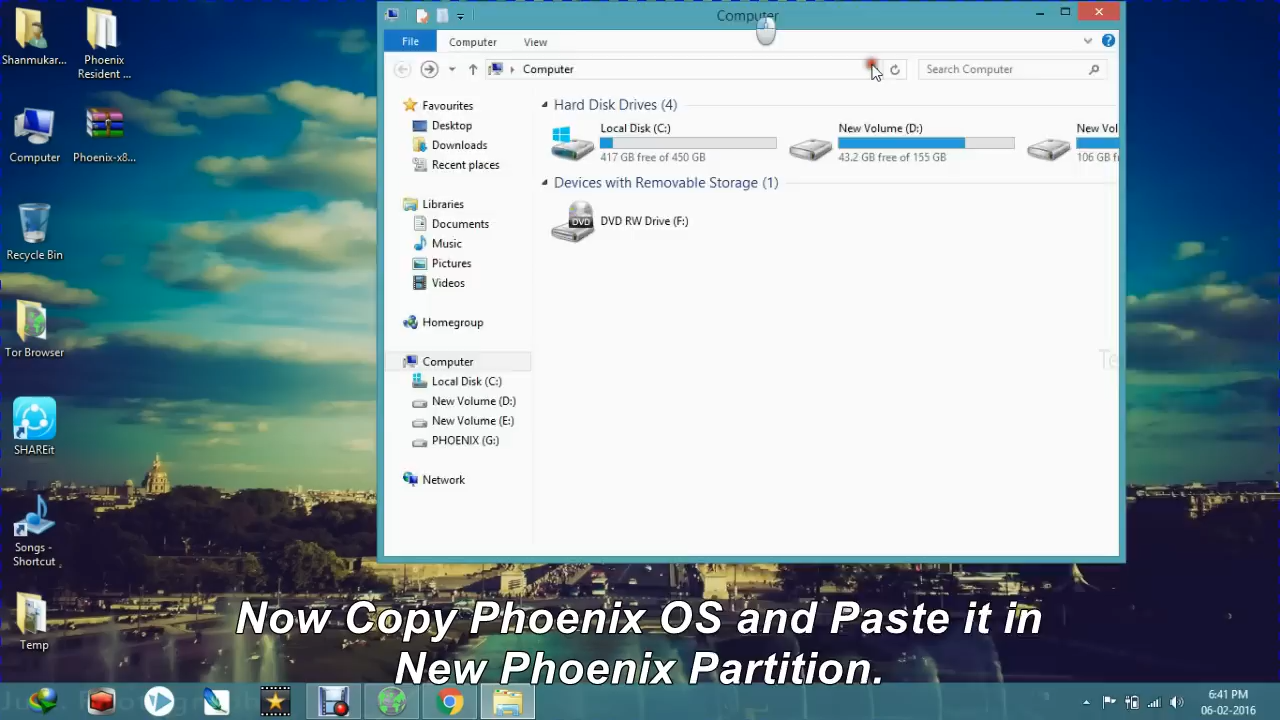 Computer
File
Computer
View
Computer
Search Computer
Favourites
Desktop
Downloads
Recent places
Libraries
Documents
Music
Pictures
Videos
Homegroup
Computer
Local Disk (C:)
New Volume (D:)
New Volume (E:)
PHOENIX (G:)
Network
Hard Disk Drives (4)
Local Disk (C:)
417 GB free of 450 GB
New Volume (D:)
43.2 GB free of 155 GB
New Vol
106 GB f
Devices with Removable Storage (1)
DVD
DVD RW Drive (F:)
Shanmukar...
Phoenix
Resident ...
Computer
Phoenix-x8...
Recycle Bin
Tor Browser
SHAREit
Songs -
Shortcut
Temp
Now Copy Phoenix OS and Paste it in
New Phoenix Partition.
6:41 PM
06-02-2016